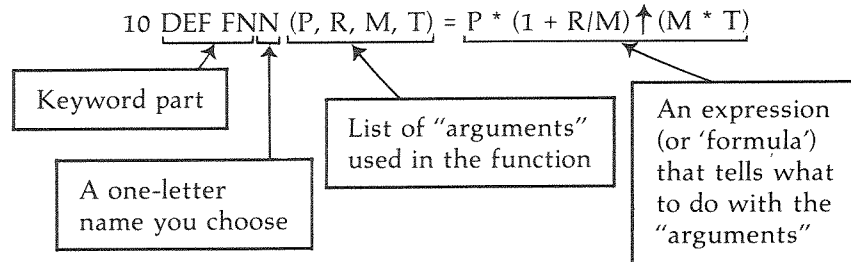 10 DEF FNN (P, R, M, T) = P * (1 + R/M) ↑ (M * T)
Keyword part
A one-letter
name you choose
List of “arguments”
used in the function
An expression
(or ‘formula’)
that tells what
to do with the
“arguments”